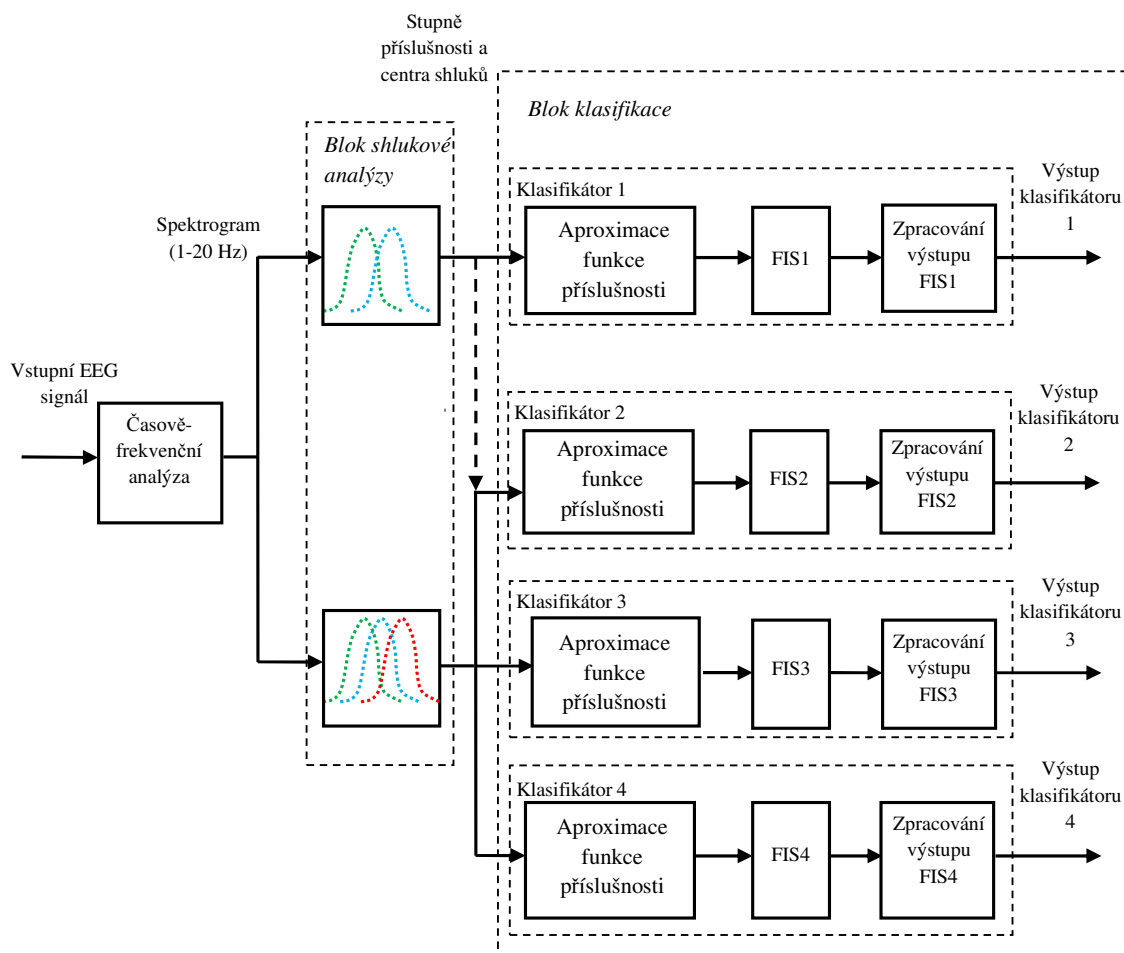 Stupně
příslušnosti a
centra shluků
Blok klasifikace
Blok shlukové
analýzy
Spektrogram
(1-20 Hz)
Vstupní EEG
signál
Časově-
frekvenční
analýza
Klasifikátor 1
Aproximace
funkce
příslušnosti
FIS1
Zpracování
výstupu
FIS1
Výstup
klasifikátoru
1
Klasifikátor 2
Aproximace
funkce
příslušnosti
FIS2
Zpracování
výstupu
FIS2
Výstup
klasifikátoru
2
Klasifikátor 3
Aproximace
funkce
příslušnosti
FIS3
Zpracování
výstupu
FIS3
Výstup
klasifikátoru
3
Klasifikátor 4
Aproximace
funkce
příslušnosti
FIS4
Zpracování
výstupu
FIS4
Výstup
klasifikátoru
4